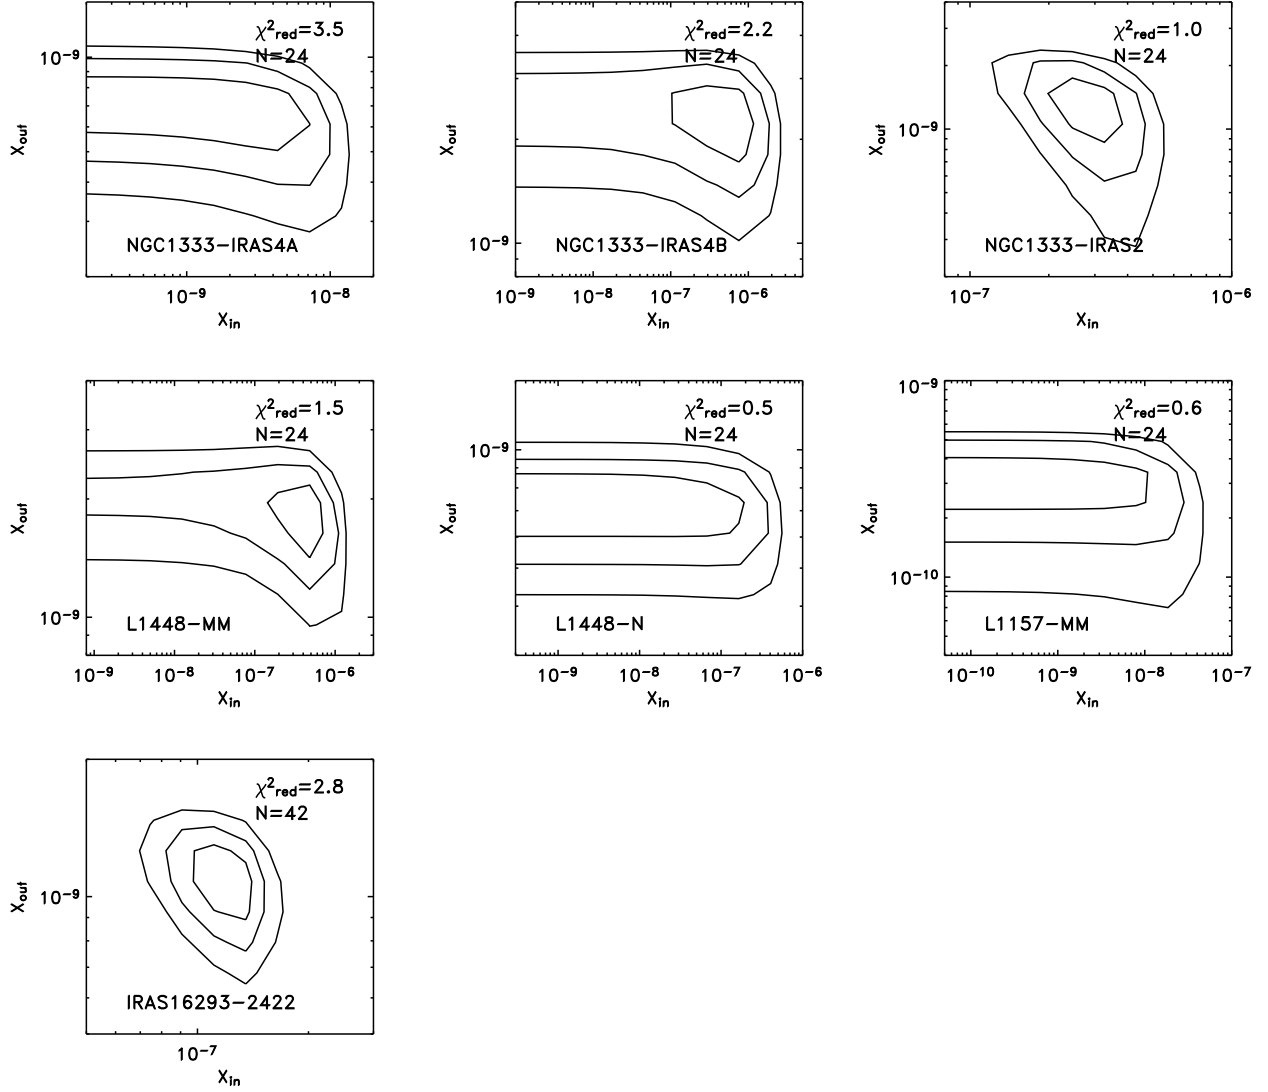 χ²red=3.5
N=24
10⁻⁹
Xout
NGC1333−IRAS4A
10⁻⁹ 10⁻⁸
Xin
χ²red=2.2
N=24
Xout
10⁻⁹
NGC1333−IRAS4B
10⁻⁹ 10⁻⁸ 10⁻⁷ 10⁻⁶
Xin
χ²red=1.0
N=24
10⁻⁹
Xout
NGC1333−IRAS2
10⁻⁷ 10⁻⁶
Xin
χ²red=1.5
N=24
Xout
10⁻⁹
L1448−MM
10⁻⁹ 10⁻⁸ 10⁻⁷ 10⁻⁶
Xin
χ²red=0.5
N=24
10⁻⁹
Xout
L1448−N
10⁻⁹ 10⁻⁸ 10⁻⁷ 10⁻⁶
Xin
10⁻⁹
χ²red=0.6
N=24
Xout
10⁻¹⁰
L1157−MM
10⁻¹⁰ 10⁻⁹ 10⁻⁸ 10⁻⁷
Xin
χ²red=2.8
N=42
10⁻⁹
Xout
IRAS16293−2422
10⁻⁷
Xin